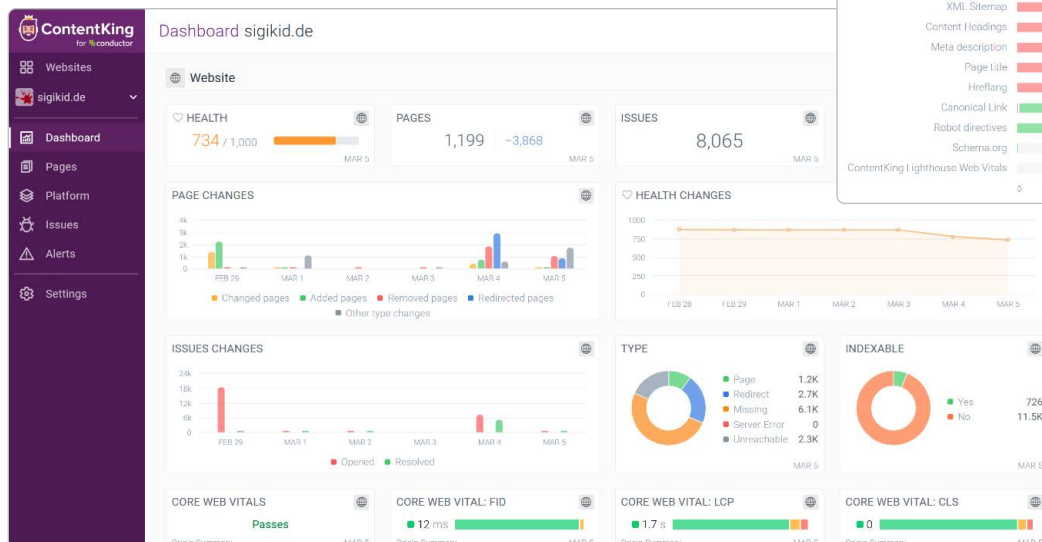 ContentKing
for conductor
Websites
sigikid.de
Dashboard
Pages
Platform
Issues
Alerts
Settings
Dashboard sigikid.de
Website
HEALTH
734 / 1,000
MAR 5
PAGES
1,199 -3,868
MAR 5
ISSUES
8,065
MAR 5
XML Sitemap
Content Headings
Meta description
Page title
Hreflang
Canonical Link
Robot directives
Schema.org
ContentKing Lighthouse Web Vitals
0
PAGE CHANGES
4k
3k
2k
1k
0
FEB 29 MAR 1 MAR 2 MAR 3 MAR 4 MAR 5
Changed pages Added pages Removed pages Redirected pages
Other type changes
HEALTH CHANGES
1000
750
500
250
0
FEB 28 FEB 29 MAR 1 MAR 2 MAR 3 MAR 4 MAR 5
ISSUES CHANGES
24k
18k
12k
6k
0
FEB 29 MAR 1 MAR 2 MAR 3 MAR 4 MAR 5
Opened Resolved
TYPE
Page 1.2K
Redirect 2.7K
Missing 6.1K
Server Error 0
Unreachable 2.3K
MAR 5
INDEXABLE
Yes 726
No 11.5K
MAR 5
CORE WEB VITALS
Passes
CORE WEB VITAL: FID
12 ms
CORE WEB VITAL: LCP
1.7 s
CORE WEB VITAL: CLS
0